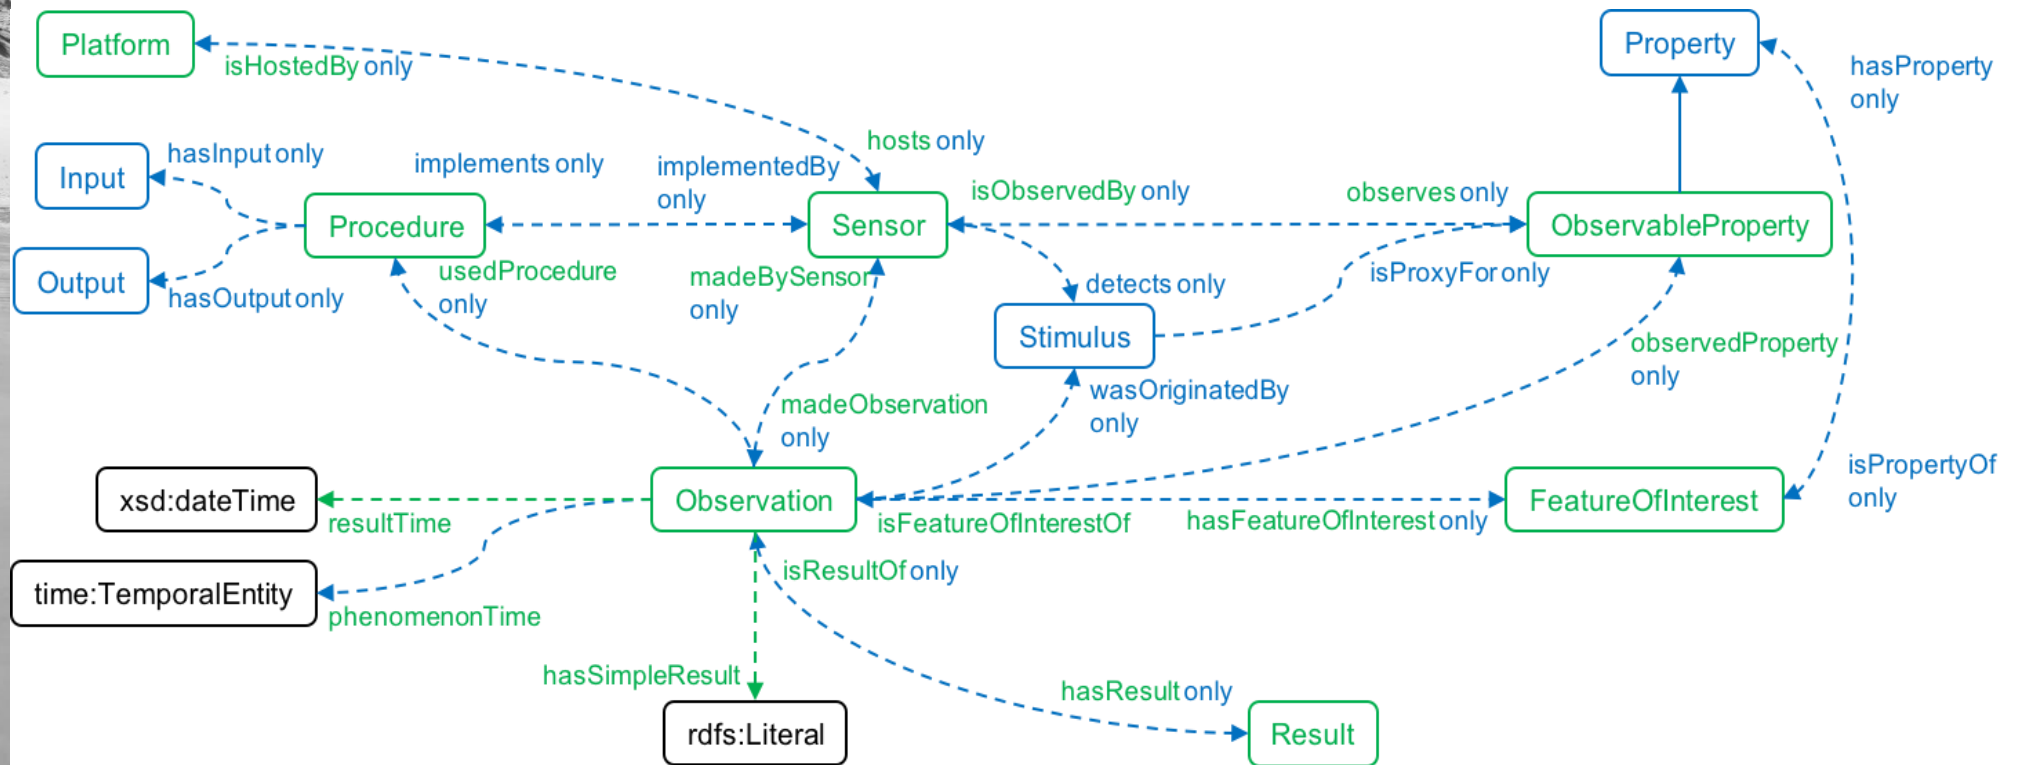 Platform
Property
isHostedBy only
hasProperty
only
hosts only
Input
hasInput only
implements only
implementedBy
only
isObservedBy only
observes only
Procedure
Sensor
ObservableProperty
Output
hasOutput only
usedProcedure
only
madeBySensor
only
detects only
isProxyFor only
Stimulus
observedProperty
only
wasOriginatedBy
only
madeObservation
only
isPropertyOf
only
xsd:dateTime
resultTime
Observation
isFeatureOfInterestOf
hasFeatureOfInterest only
FeatureOfInterest
time:TemporalEntity
phenomenonTime
isResultOf only
hasSimpleResult
hasResult only
rdfs:Literal
Result